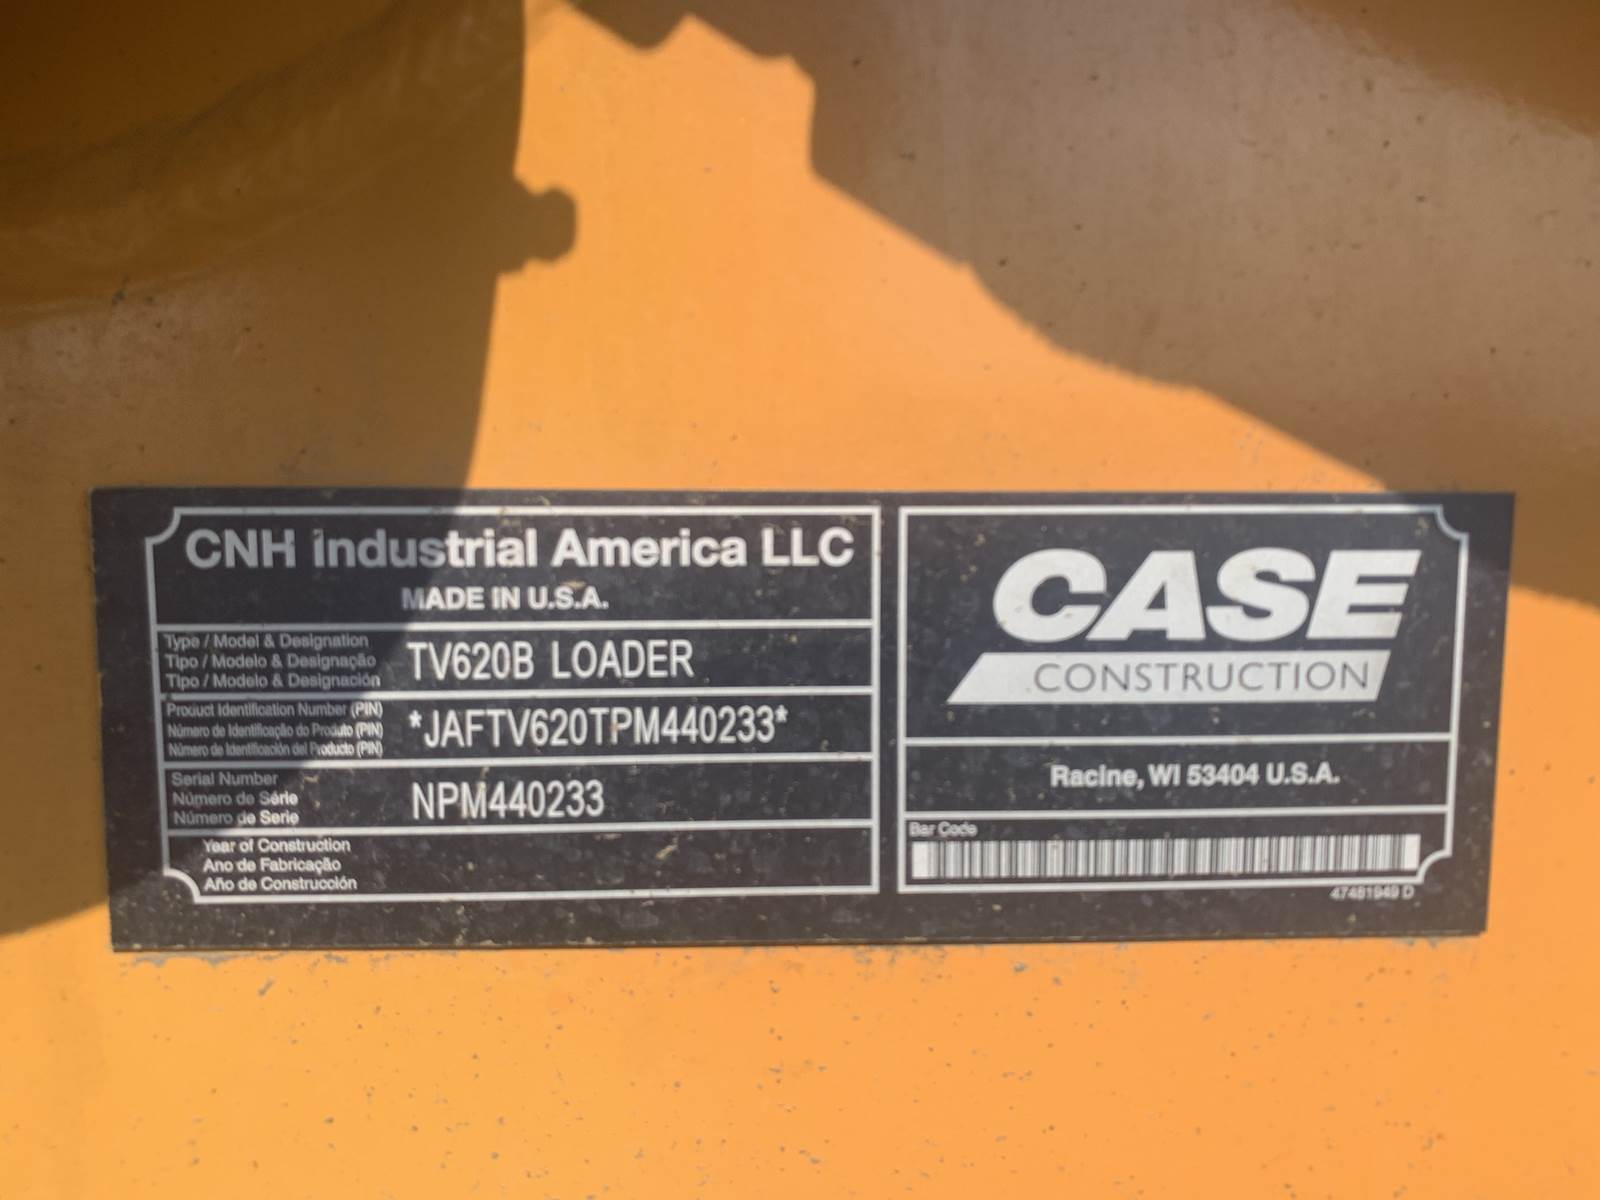 CNH Industrial America LLC
MADE IN U.S.A.
Type / Model & Designation
Tipo / Modelo & Designação
Tipo / Modelo & Designación
TV620B LOADER
Product Identification Number (PIN)
Número de Identificação do Produto (PIN)
Número de Identificación del Producto (PIN)
*JAFTV620TPM440233*
Serial Number
Número de Série
Número de Serie
NPM440233
Year of Construction
Ano de Fabricação
Año de Construcción
CASE
CONSTRUCTION
Racine, WI 53404 U.S.A.
Bar Code
47481949 D